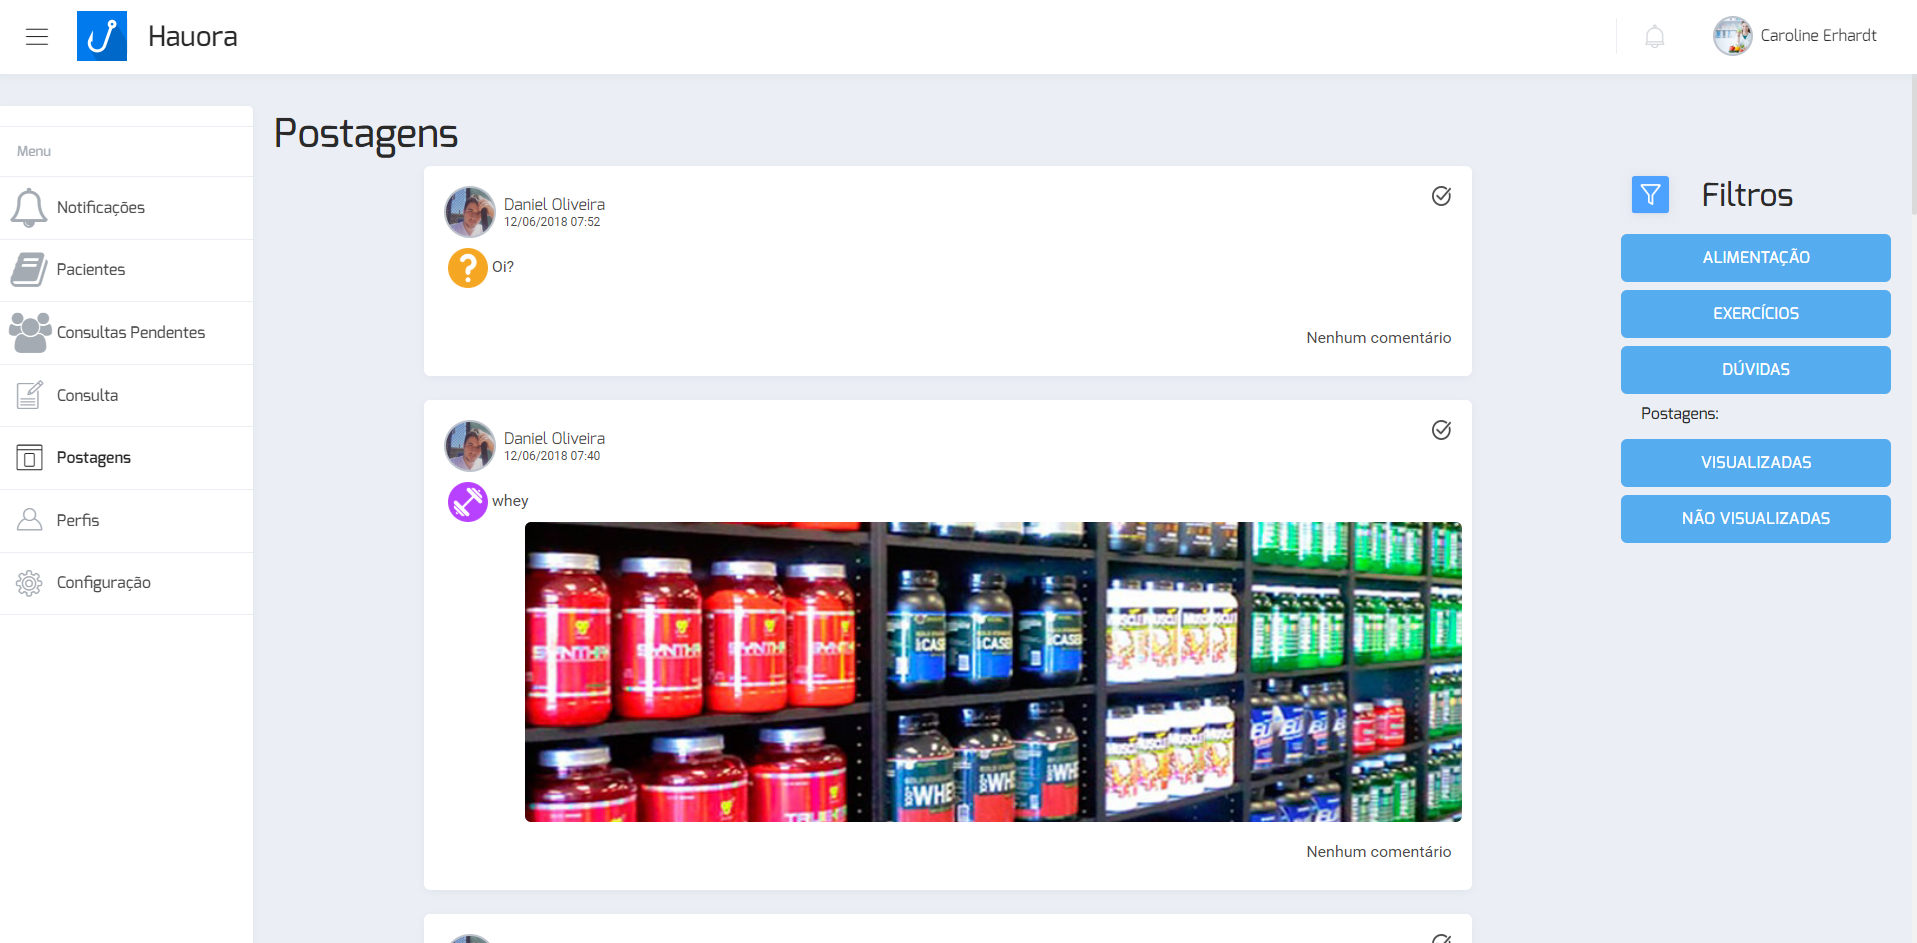 Hauora
Caroline Erhardt
Menu
Notificações
Pacientes
Consultas Pendentes
Consulta
Postagens
Perfis
Configuração
Postagens
Daniel Oliveira
12/06/2018 07:52
Oi?
Nenhum comentário
Daniel Oliveira
12/06/2018 07:40
whey
Nenhum comentário
Filtros
ALIMENTAÇÃO
EXERCÍCIOS
DÚVIDAS
Postagens:
VISUALIZADAS
NÃO VISUALIZADAS